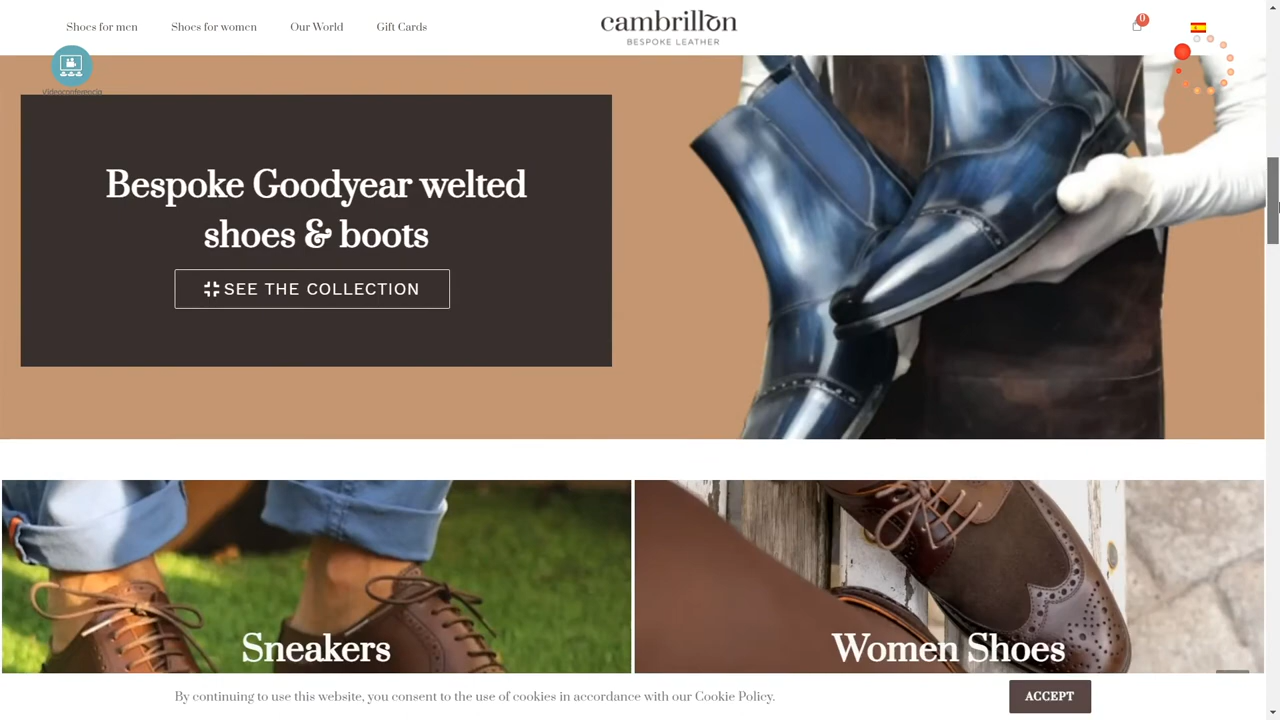 Shoes for men
Shoes for women
Our World
Gift Cards
cambrillon
BESPOKE LEATHER
0
Videoconferencia
Bespoke Goodyear welted
shoes & boots
SEE THE COLLECTION
Sneakers
Women Shoes
By continuing to use this website, you consent to the use of cookies in accordance with our Cookie Policy.
ACCEPT